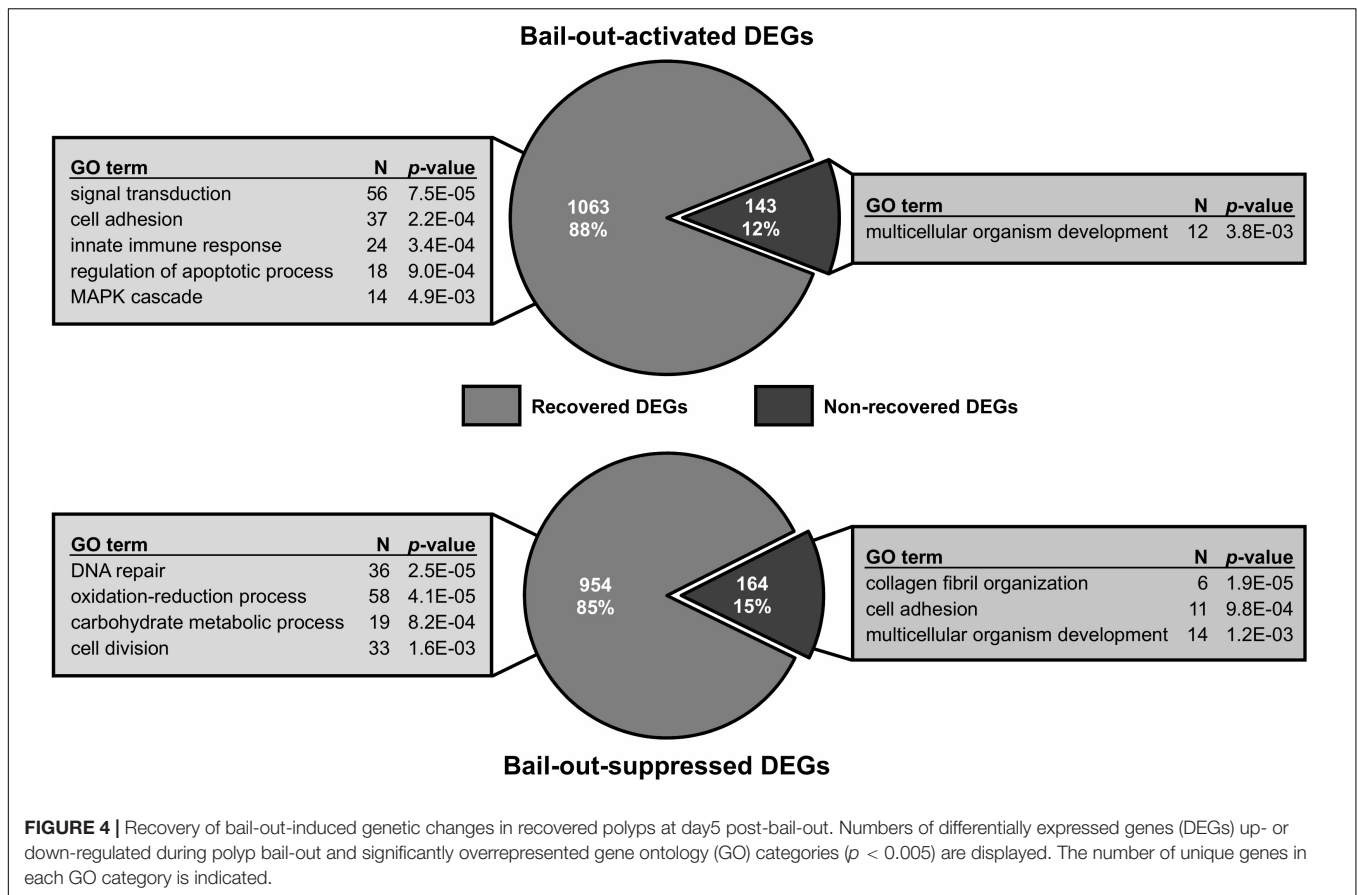 Bail-out-activated DEGs
GO term N p-value
signal transduction 56 7.5E-05
cell adhesion 37 2.2E-04
innate immune response 24 3.4E-04
regulation of apoptotic process 18 9.0E-04
MAPK cascade 14 4.9E-03
1063
88%
143
12%
GO term N p-value
multicellular organism development 12 3.8E-03
Recovered DEGs
Non-recovered DEGs
GO term N p-value
DNA repair 36 2.5E-05
oxidation-reduction process 58 4.1E-05
carbohydrate metabolic process 19 8.2E-04
cell division 33 1.6E-03
954
85%
164
15%
GO term N p-value
collagen fibril organization 6 1.9E-05
cell adhesion 11 9.8E-04
multicellular organism development 14 1.2E-03
Bail-out-suppressed DEGs
FIGURE 4 | Recovery of bail-out-induced genetic changes in recovered polyps at day5 post-bail-out. Numbers of differentially expressed genes (DEGs) up- or
down-regulated during polyp bail-out and significantly overrepresented gene ontology (GO) categories (p < 0.005) are displayed. The number of unique genes in
each GO category is indicated.